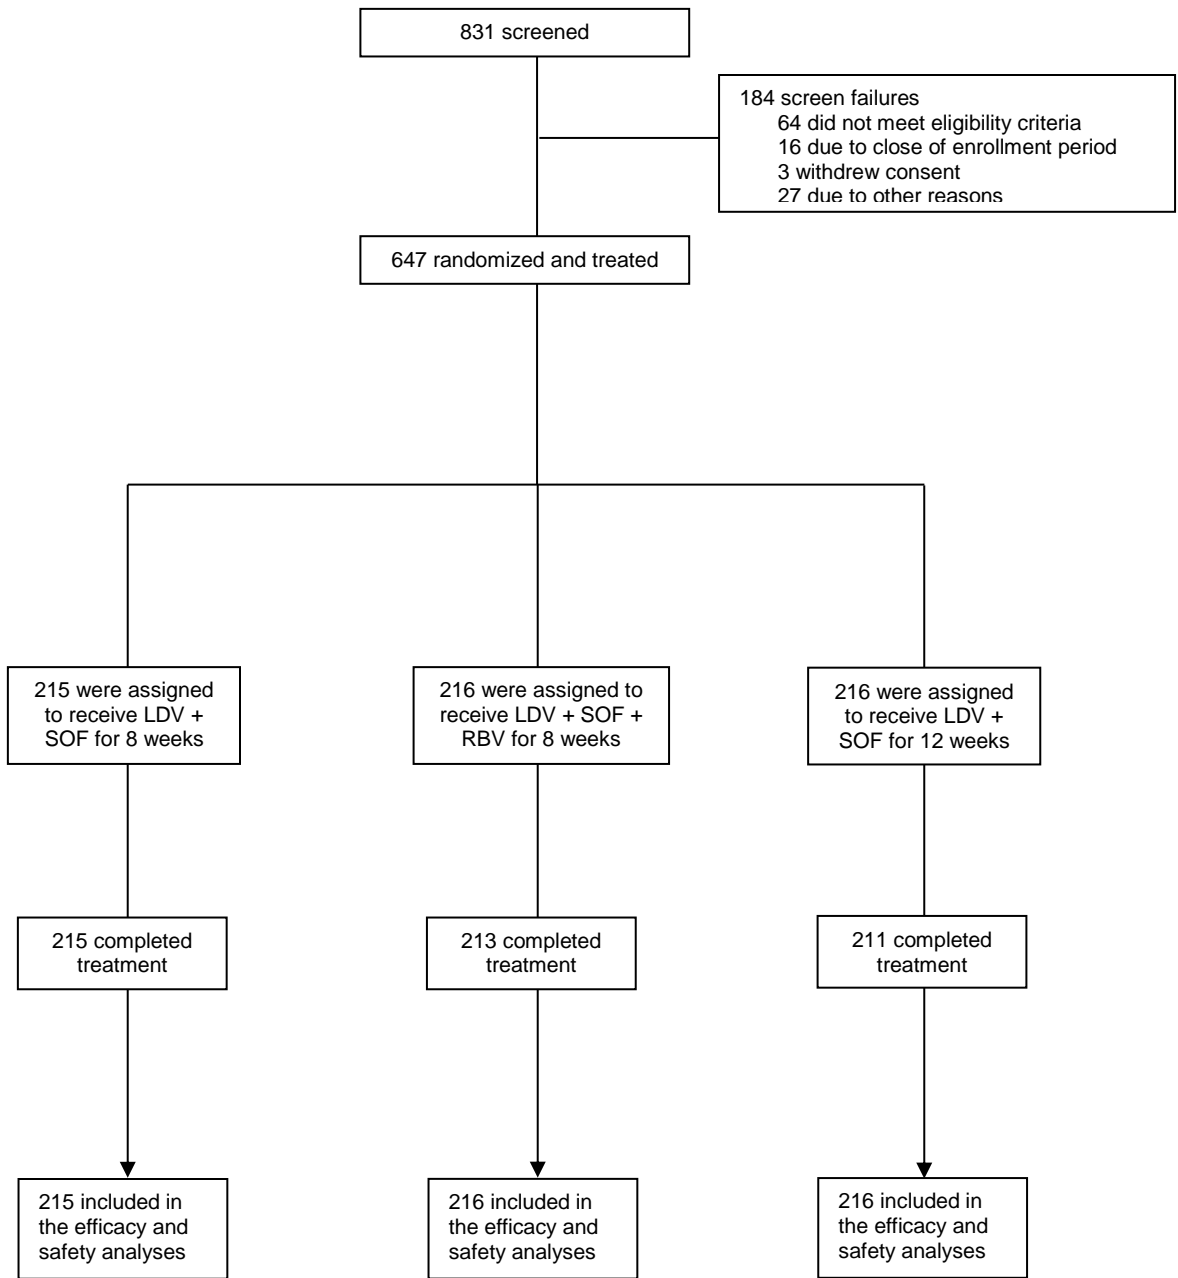 831 screened
184 screen failures
64 did not meet eligibility criteria
16 due to close of enrollment period
3 withdrew consent
27 due to other reasons
647 randomized and treated
215 were assigned
to receive LDV +
SOF for 8 weeks
216 were assigned to
receive LDV + SOF +
RBV for 8 weeks
216 were assigned
to receive LDV +
SOF for 12 weeks
215 completed
treatment
213 completed
treatment
211 completed
treatment
215 included in
the efficacy and
safety analyses
216 included in
the efficacy and
safety analyses
216 included in
the efficacy and
safety analyses